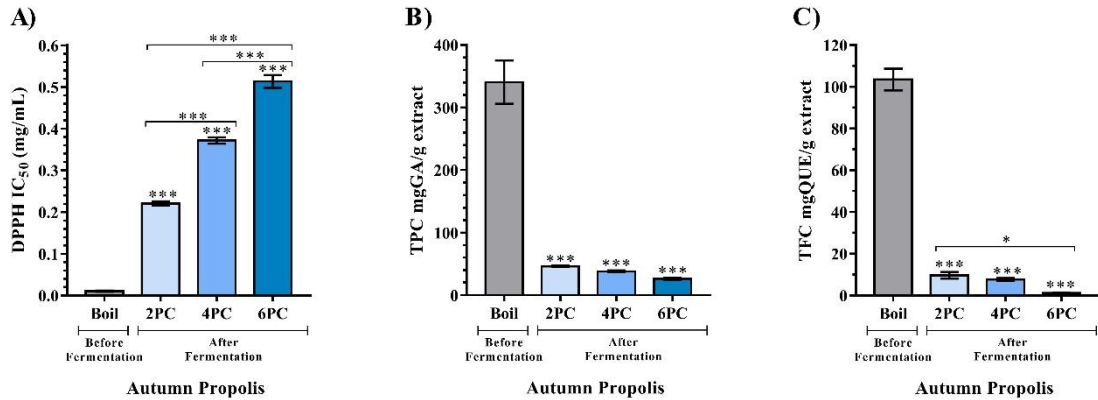 A)
DPPH IC50 (mg/mL)
0.6
0.5
0.4
0.3
0.2
0.1
0.0
***
***
***
***
***
***
Boil 2PC 4PC 6PC
Before Fermentation
After Fermentation
Autumn Propolis
B)
TPC mgGA/g extract
400
300
200
100
0
***
***
***
Boil 2PC 4PC 6PC
Before Fermentation
After Fermentation
Autumn Propolis
C)
TFC mgQUE/g extract
120
100
80
60
40
20
0
*
***
***
***
Boil 2PC 4PC 6PC
Before Fermentation
After Fermentation
Autumn Propolis